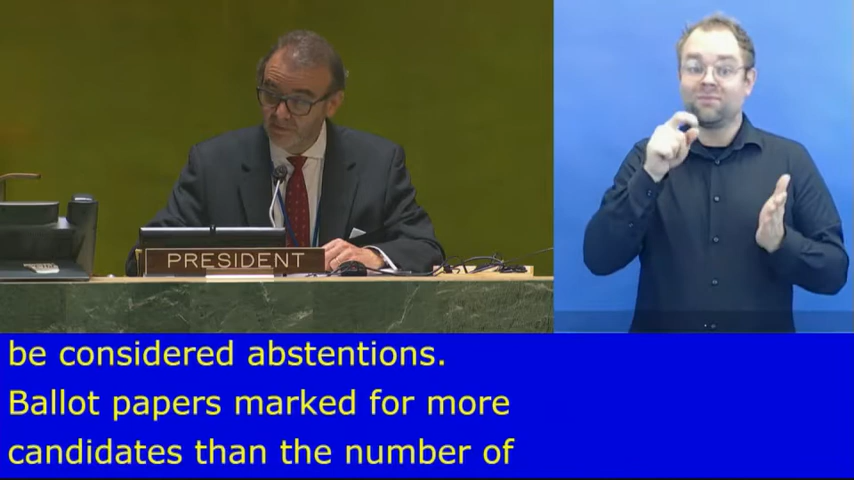 PRESIDENT
be considered abstentions.
Ballot papers marked for more
candidates than the number of